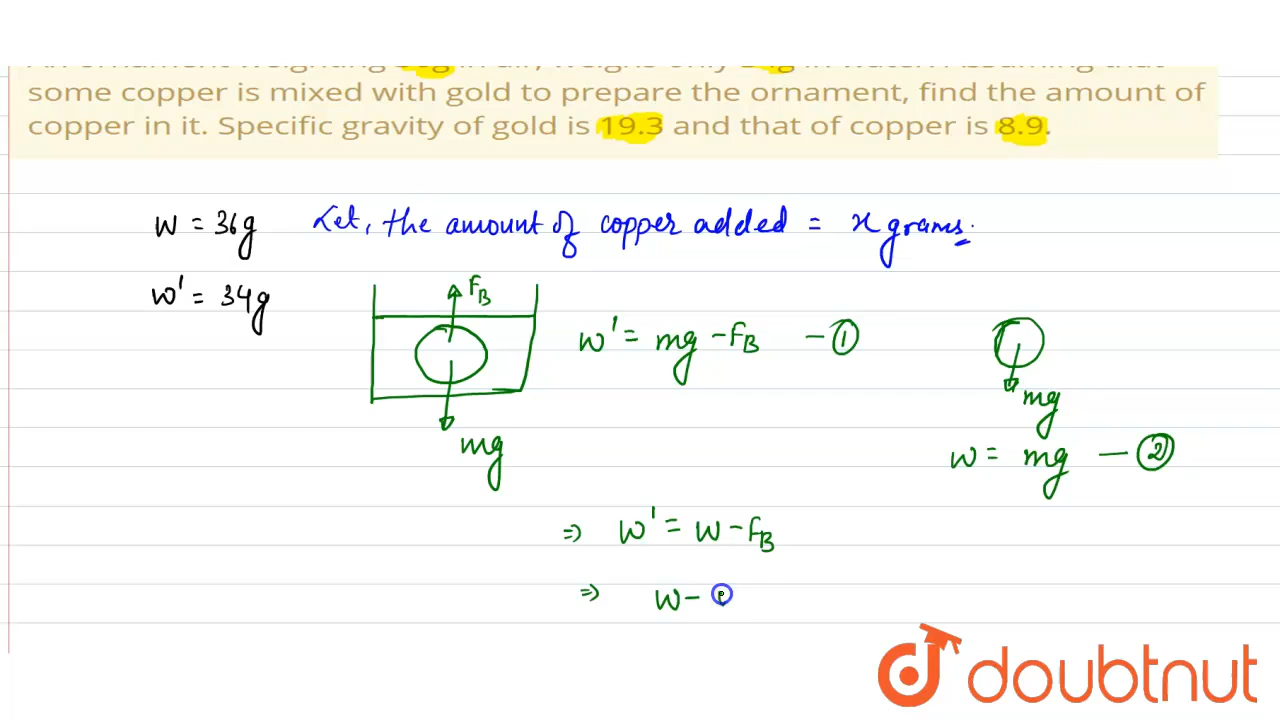 some copper is mixed with gold to prepare the ornament, find the amount of
copper in it. Specific gravity of gold is 19.3 and that of copper is 8.9.
W = 36g Let, the amount of copper added = x grams.
W' = 34g
F_B
W' = mg - F_B - ①
mg
mg
W = mg - ②
⇒ W' = W - F_B
⇒ W -
doubtnut